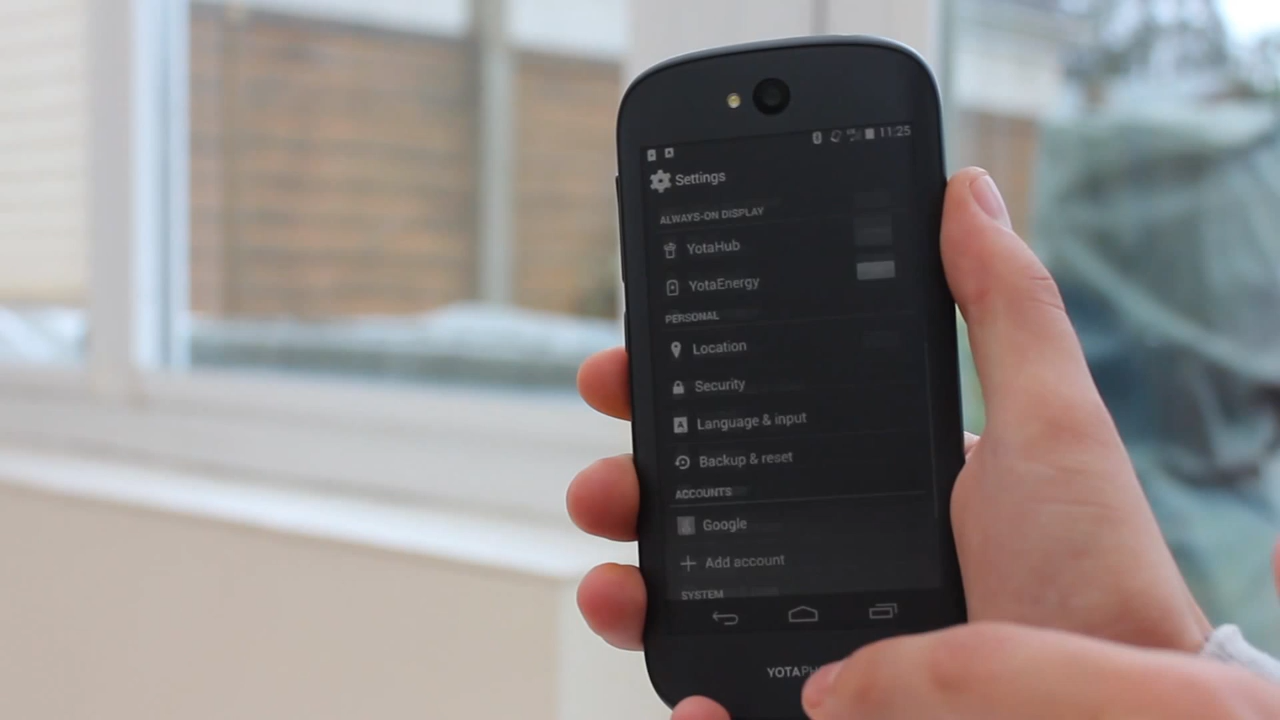 11:25
Settings
ALWAYS-ON DISPLAY
YotaHub
YotaEnergy
PERSONAL
Location
Security
Language & input
Backup & reset
ACCOUNTS
Google
Add account
SYSTEM
YOTAPH